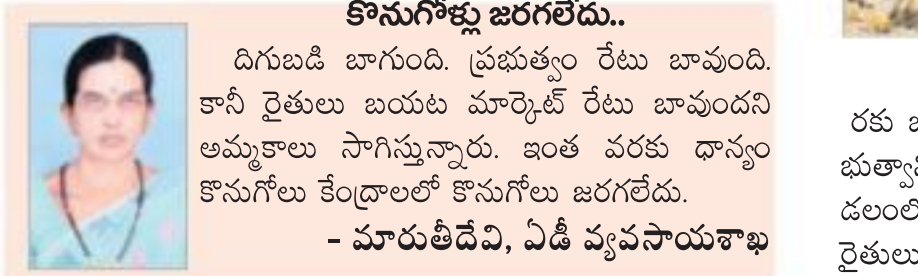 కొనుగోళ్లు జరగలేదు..
దిగుబడి బాగుంది. ప్రభుత్వం రేటు బావుంది.
కానీ రైతులు బయట మార్కెట్ రేటు బావుందని
అమ్మకాలు సాగిస్తున్నారు. ఇంత వరకు ధాన్యం
కొనుగోలు కేంద్రాలలో కొనుగోలు జరగలేదు.
- మారుతీదేవి, ఏడీ వ్యవసాయశాఖ
రకు
డలంలో
రైతులు